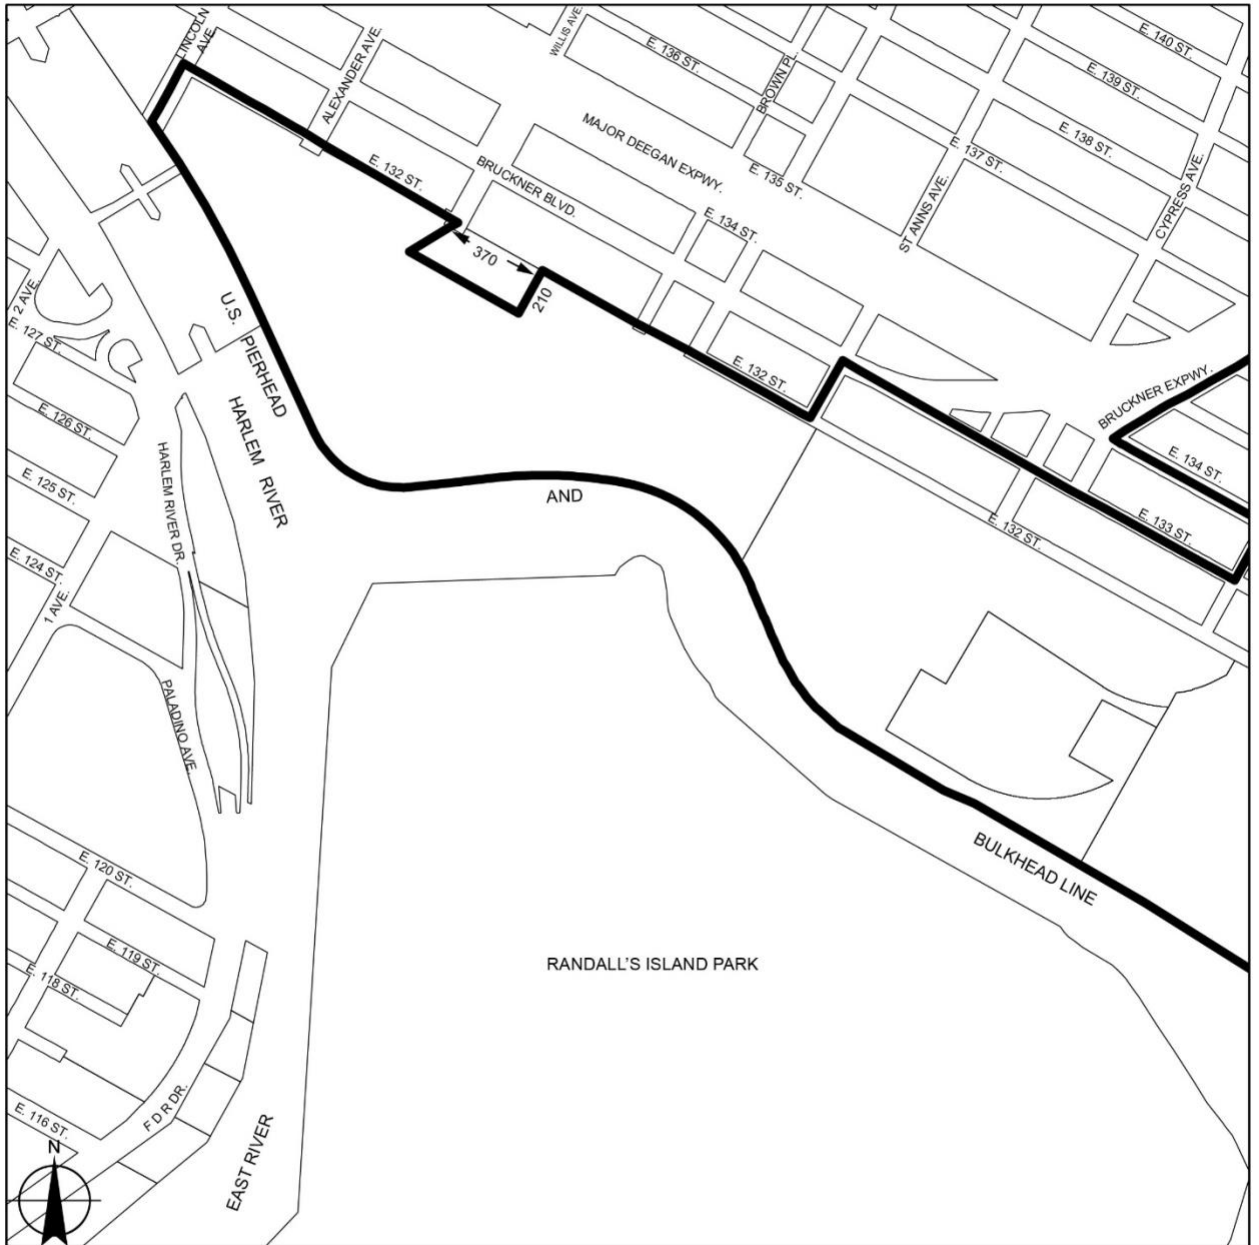 LINCOLN
AVE.
ALEXANDER AVE.
WILLIS AVE.
E. 136 ST.
BROWN PL.
E. 140 ST.
E. 139 ST.
E. 138 ST.
E. 137 ST.
MAJOR DEEGAN EXPWY.
E. 135 ST.
ST ANNS AVE.
CYPRESS AVE.
E. 132 ST.
BRUCKNER BLVD.
E. 134 ST.
370
210
2 AVE.
E. 127 ST.
U.S. PIERHEAD
HARLEM RIVER
E. 132 ST.
BRUCKNER EXPWY.
E. 126 ST.
E. 134 ST.
E. 125 ST.
HARLEM RIVER DR.
AND
E. 133 ST.
E. 132 ST.
E. 124 ST.
1 AVE.
PALADINO AVE.
BULKHEAD LINE
E. 120 ST.
E. 119 ST.
E. 118 ST.
RANDALL'S ISLAND PARK
F D R DR.
E. 116 ST.
EAST RIVER
N